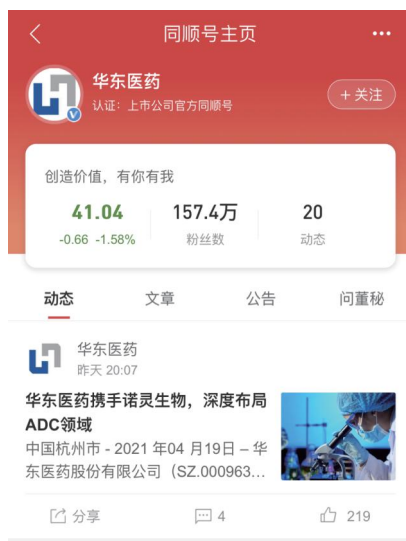 同顺号主页
华东医药
认证：上市公司官方同顺号
+关注
创造价值，有你有我
41.04
157.4万
20
-0.66 -1.58%
粉丝数
动态
动态
文章
公告
问董秘
华东医药
昨天 20:07
华东医药携手诺灵生物，深度布局
ADC领域
中国杭州市 - 2021 年04 月19日 – 华
东医药股份有限公司（SZ.000963...
分享
4
219